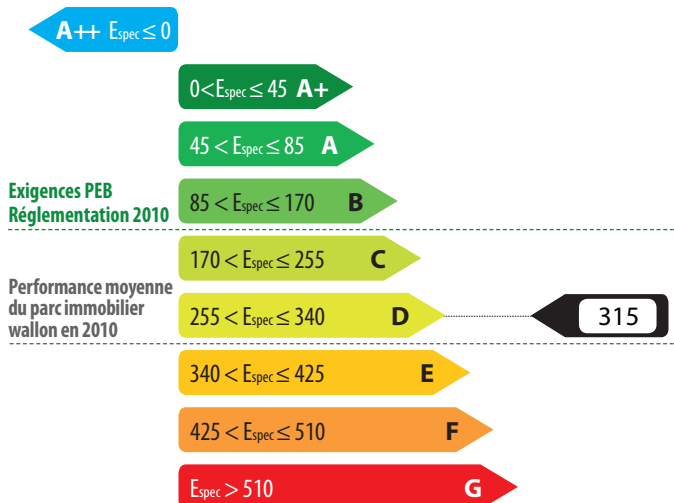 A++ Espec ≤ 0
0<Espec ≤ 45 A+
45 < Espec ≤ 85 A
Exigences PEB
Réglementation 2010
85 < Espec ≤ 170 B
170 < Espec ≤ 255 C
Performance moyenne
du parc immobilier
wallon en 2010
255 < Espec ≤ 340 D
315
340 < Espec ≤ 425 E
425 < Espec ≤ 510 F
Espec > 510 G